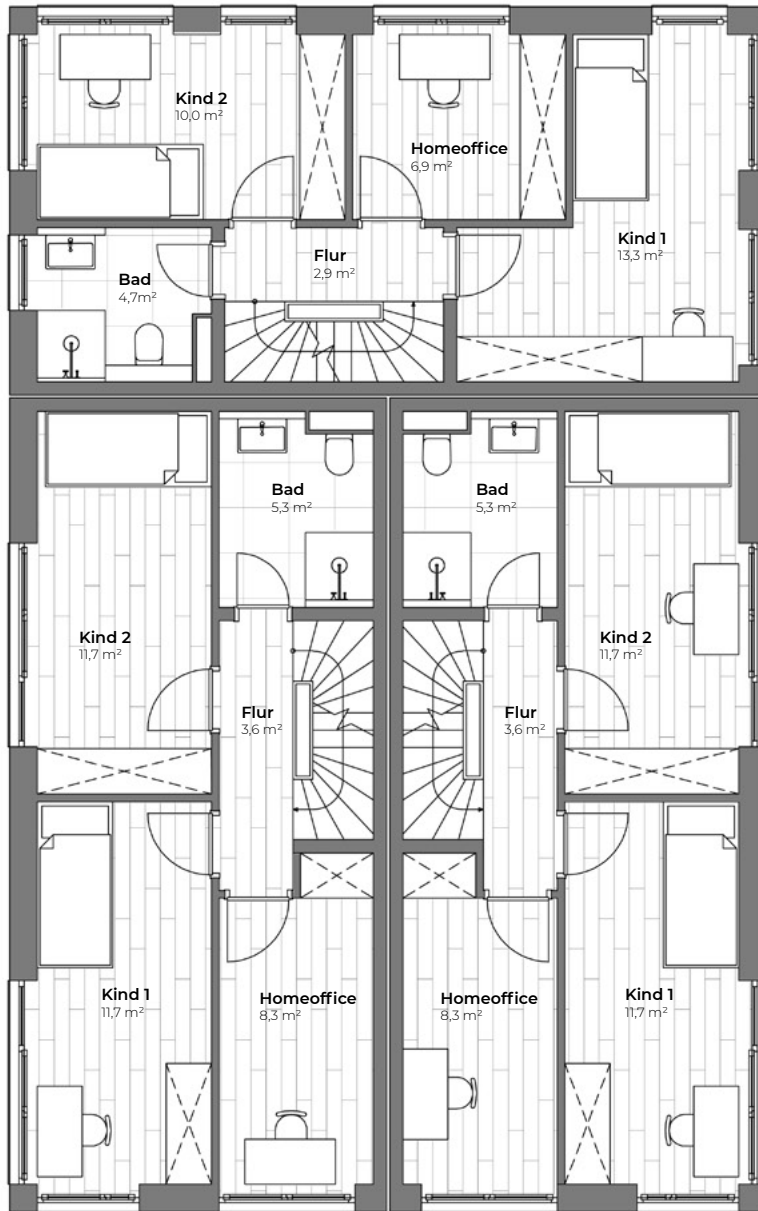 Kind 2
10,0 m²
Homeoffice
6,9 m²
Kind 1
13,3 m²
Flur
2,9 m²
Bad
4,7m²
Bad
5,3 m²
Bad
5,3 m²
Kind 2
11,7 m²
Kind 2
11,7 m²
Flur
3,6 m²
Flur
3,6 m²
Kind 1
11,7 m²
Homeoffice
8,3 m²
Homeoffice
8,3 m²
Kind 1
11,7 m²